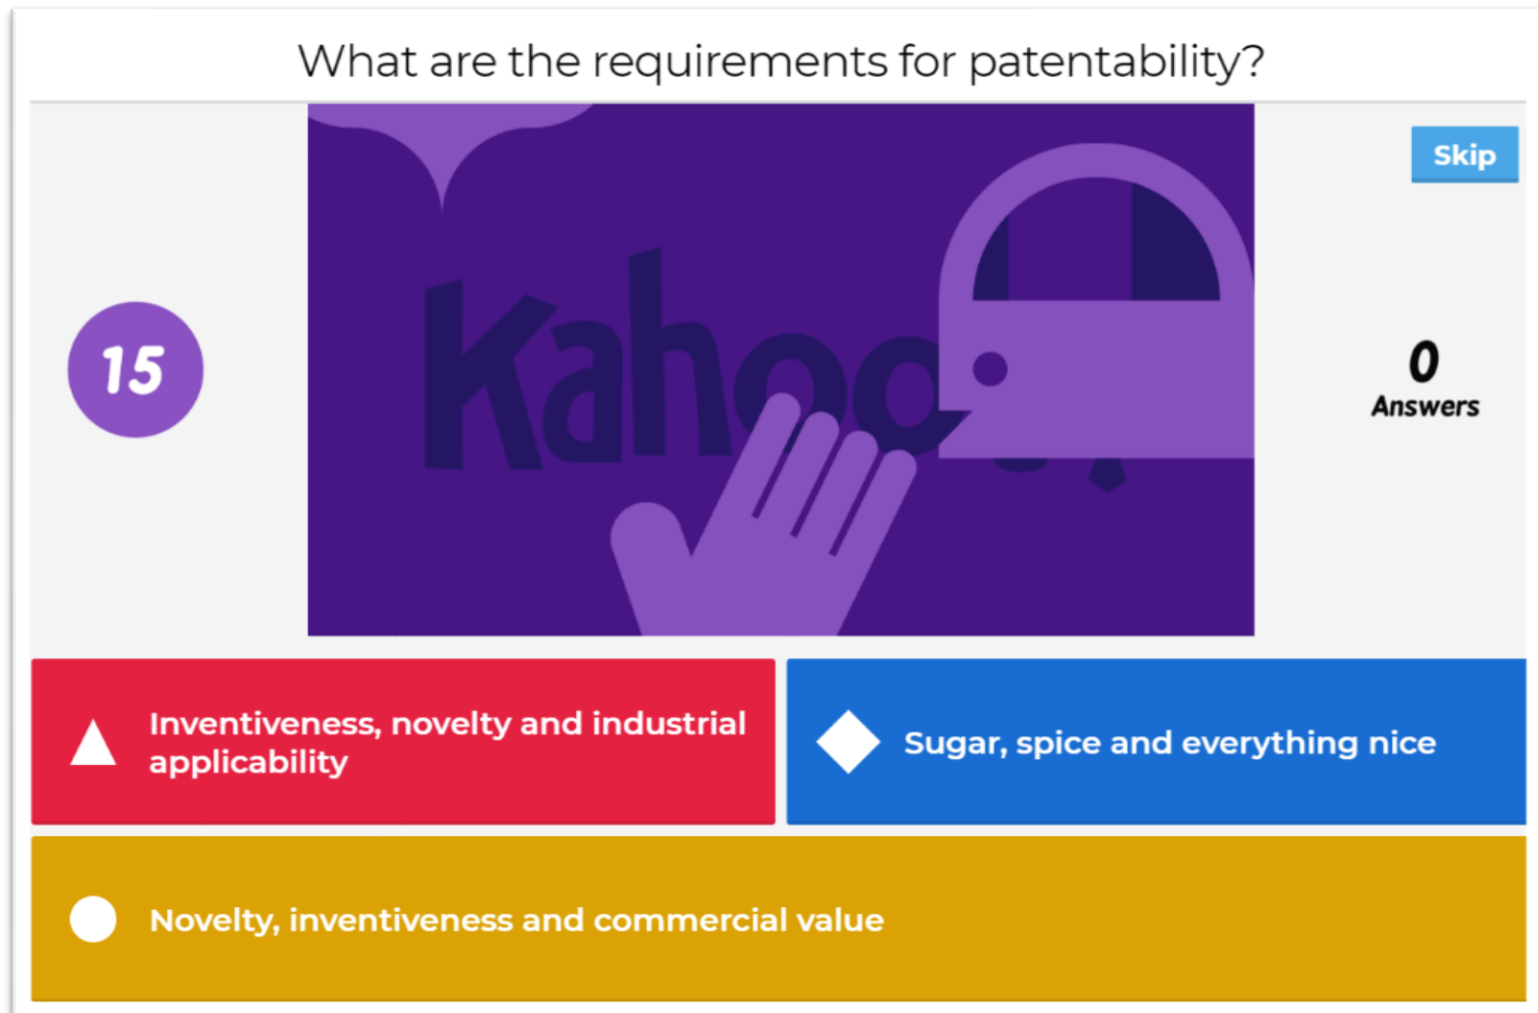 What are the requirements for patentability?
Skip
Kahoo
15
0
Answers
Inventiveness, novelty and industrial
applicability
Sugar, spice and everything nice
Novelty, inventiveness and commercial value